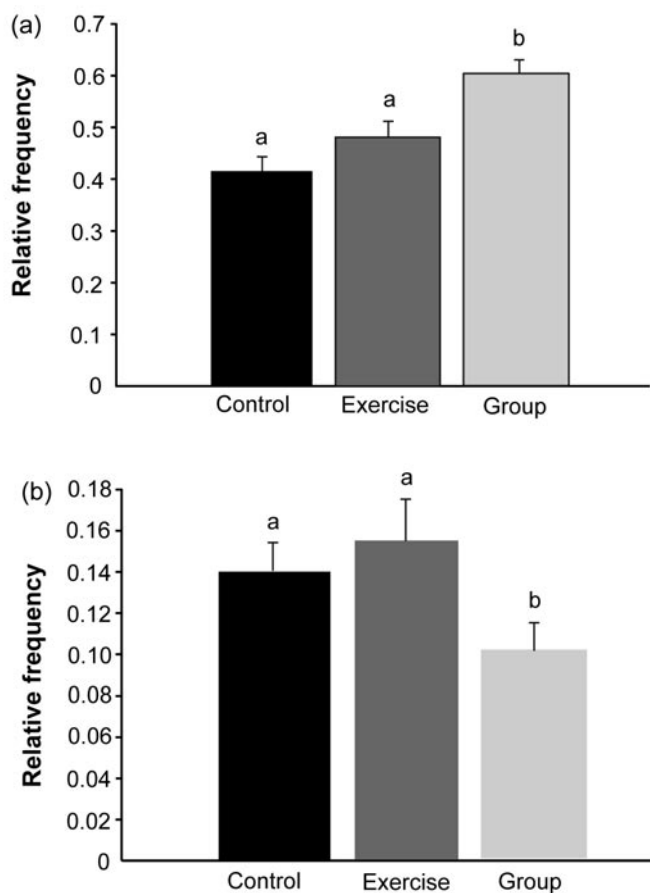 (a)
Relative frequency
0.7
0.6
0.5
0.4
0.3
0.2
0.1
0
a
a
b
Control
Exercise
Group
(b)
Relative frequency
0.18
0.16
0.14
0.12
0.10
0.08
0.06
0.04
0.02
0
a
a
b
Control
Exercise
Group